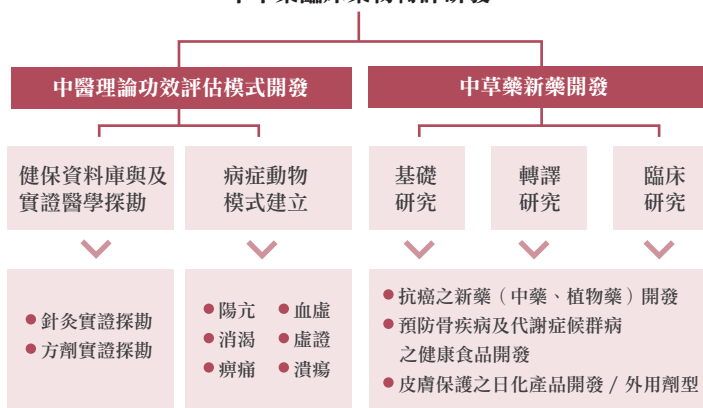 中醫理論功效評估模式開發
中草藥新藥開發
健保資料庫與及
實證醫學探勘
病症動物
模式建立
基礎
研究
轉譯
研究
臨床
研究
● 針灸實證探勘
● 方劑實證探勘
● 陽亢 ● 血虛
● 消渴 ● 虛證
● 痹痛 ● 潰瘍
● 抗癌之新藥（中藥、植物藥）開發
● 預防骨疾病及代謝症候群病
之健康食品開發
● 皮膚保護之日化產品開發 / 外用劑型